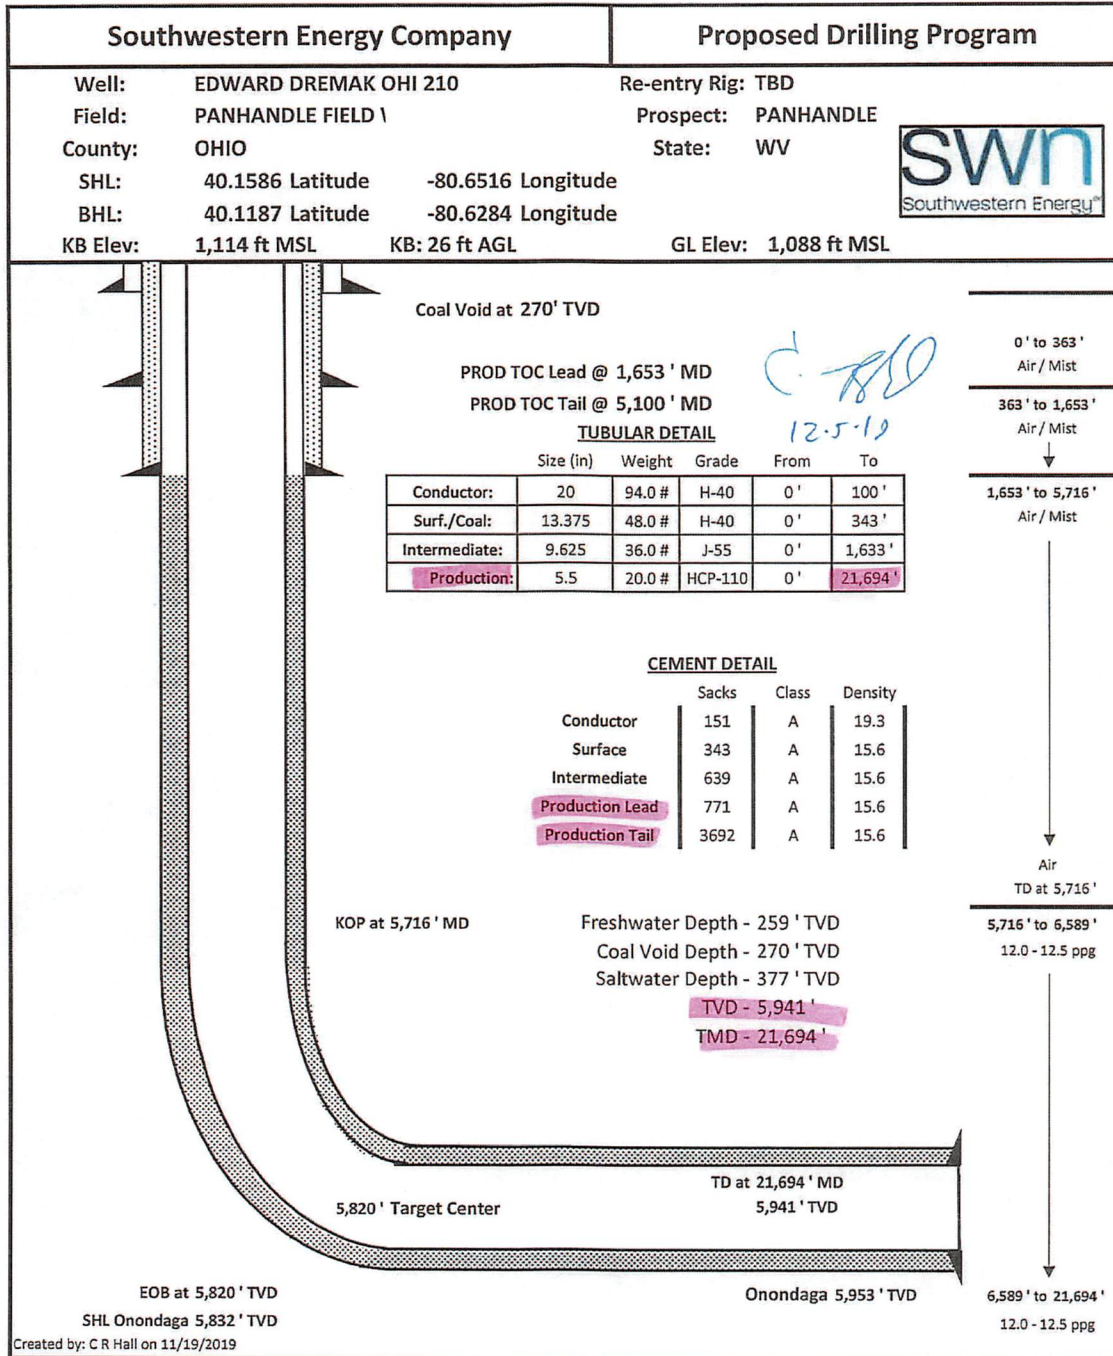 Southwestern Energy Company
Proposed Drilling Program
Well: EDWARD DREMAK OHI 210 Re-entry Rig: TBD
Field: PANHANDLE FIELD \ Prospect: PANHANDLE
County: OHIO State: WV
SHL: 40.1586 Latitude -80.6516 Longitude
BHL: 40.1187 Latitude -80.6284 Longitude
KB Elev: 1,114 ft MSL KB: 26 ft AGL GL Elev: 1,088 ft MSL
swn
Southwestern Energy
Coal Void at 270' TVD
0 ' to 363 '
Air / Mist
PROD TOC Lead @ 1,653 ' MD
PROD TOC Tail @ 5,100 ' MD
363 ' to 1,653 '
Air / Mist
TUBULAR DETAIL
Size (in) Weight Grade From To
Conductor: 20 94.0 # H-40 0 ' 100 '
Surf./Coal: 13.375 48.0 # H-40 0 ' 343 '
Intermediate: 9.625 36.0 # J-55 0 ' 1,633 '
Production: 5.5 20.0 # HCP-110 0 ' 21,694 '
1,653 ' to 5,716 '
Air / Mist
CEMENT DETAIL
Sacks Class Density
Conductor 151 A 19.3
Surface 343 A 15.6
Intermediate 639 A 15.6
Production Lead 771 A 15.6
Production Tail 3692 A 15.6
Air
TD at 5,716 '
KOP at 5,716 ' MD
Freshwater Depth - 259 ' TVD
Coal Void Depth - 270 ' TVD
Saltwater Depth - 377 ' TVD
TVD - 5,941 '
TMD - 21,694 '
5,716 ' to 6,589 '
12.0 - 12.5 ppg
TD at 21,694 ' MD
5,941 ' TVD
5,820 ' Target Center
EOB at 5,820 ' TVD
SHL Onondaga 5,832 ' TVD
Onondaga 5,953 ' TVD
6,589 ' to 21,694 '
12.0 - 12.5 ppg
Created by: C R Hall on 11/19/2019